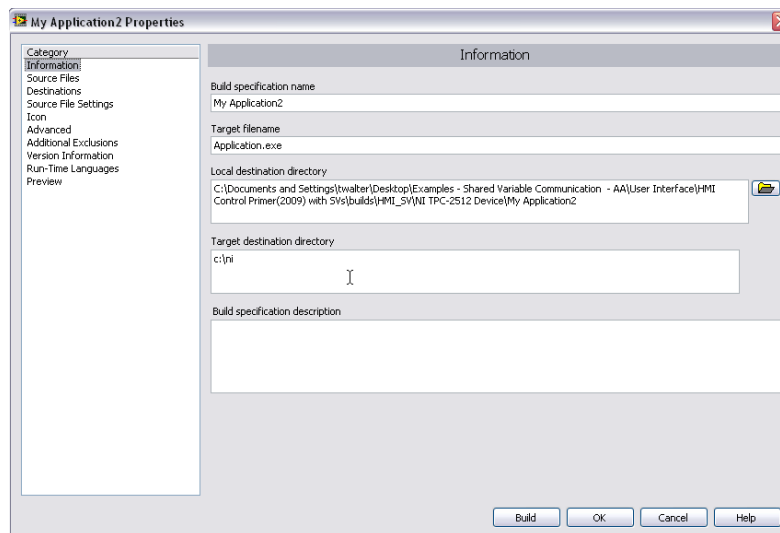 My Application2 Properties
Category
Information
Source Files
Destinations
Source File Settings
Icon
Advanced
Additional Exclusions
Version Information
Run-Time Languages
Preview
Information
Build specification name
My Application2
Target filename
Application.exe
Local destination directory
C:\Documents and Settings\twalter\Desktop\Examples - Shared Variable Communication - AA\User Interface\HMI
Control Primer(2009) with SVs\builds\HMI_SV\NI TPC-2512 Device\My Application2
Target destination directory
c:\ni
Build specification description
Build
OK
Cancel
Help